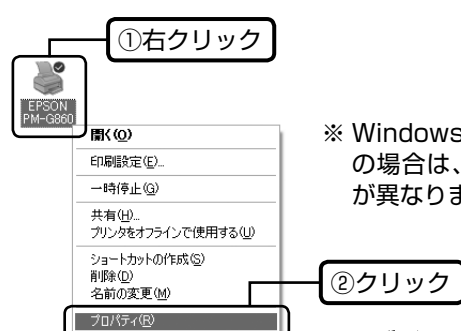 ①右クリック
EPSON
PM-G860
開く(O)
印刷設定(E)...
一時停止(G)
共有(H)...
プリンタをオフラインで使用する(U)
ショートカットの作成(S)
削除(D)
名前の変更(M)
プロパティ(R)
②クリック
※ Windows
の場合は、
が異なりま